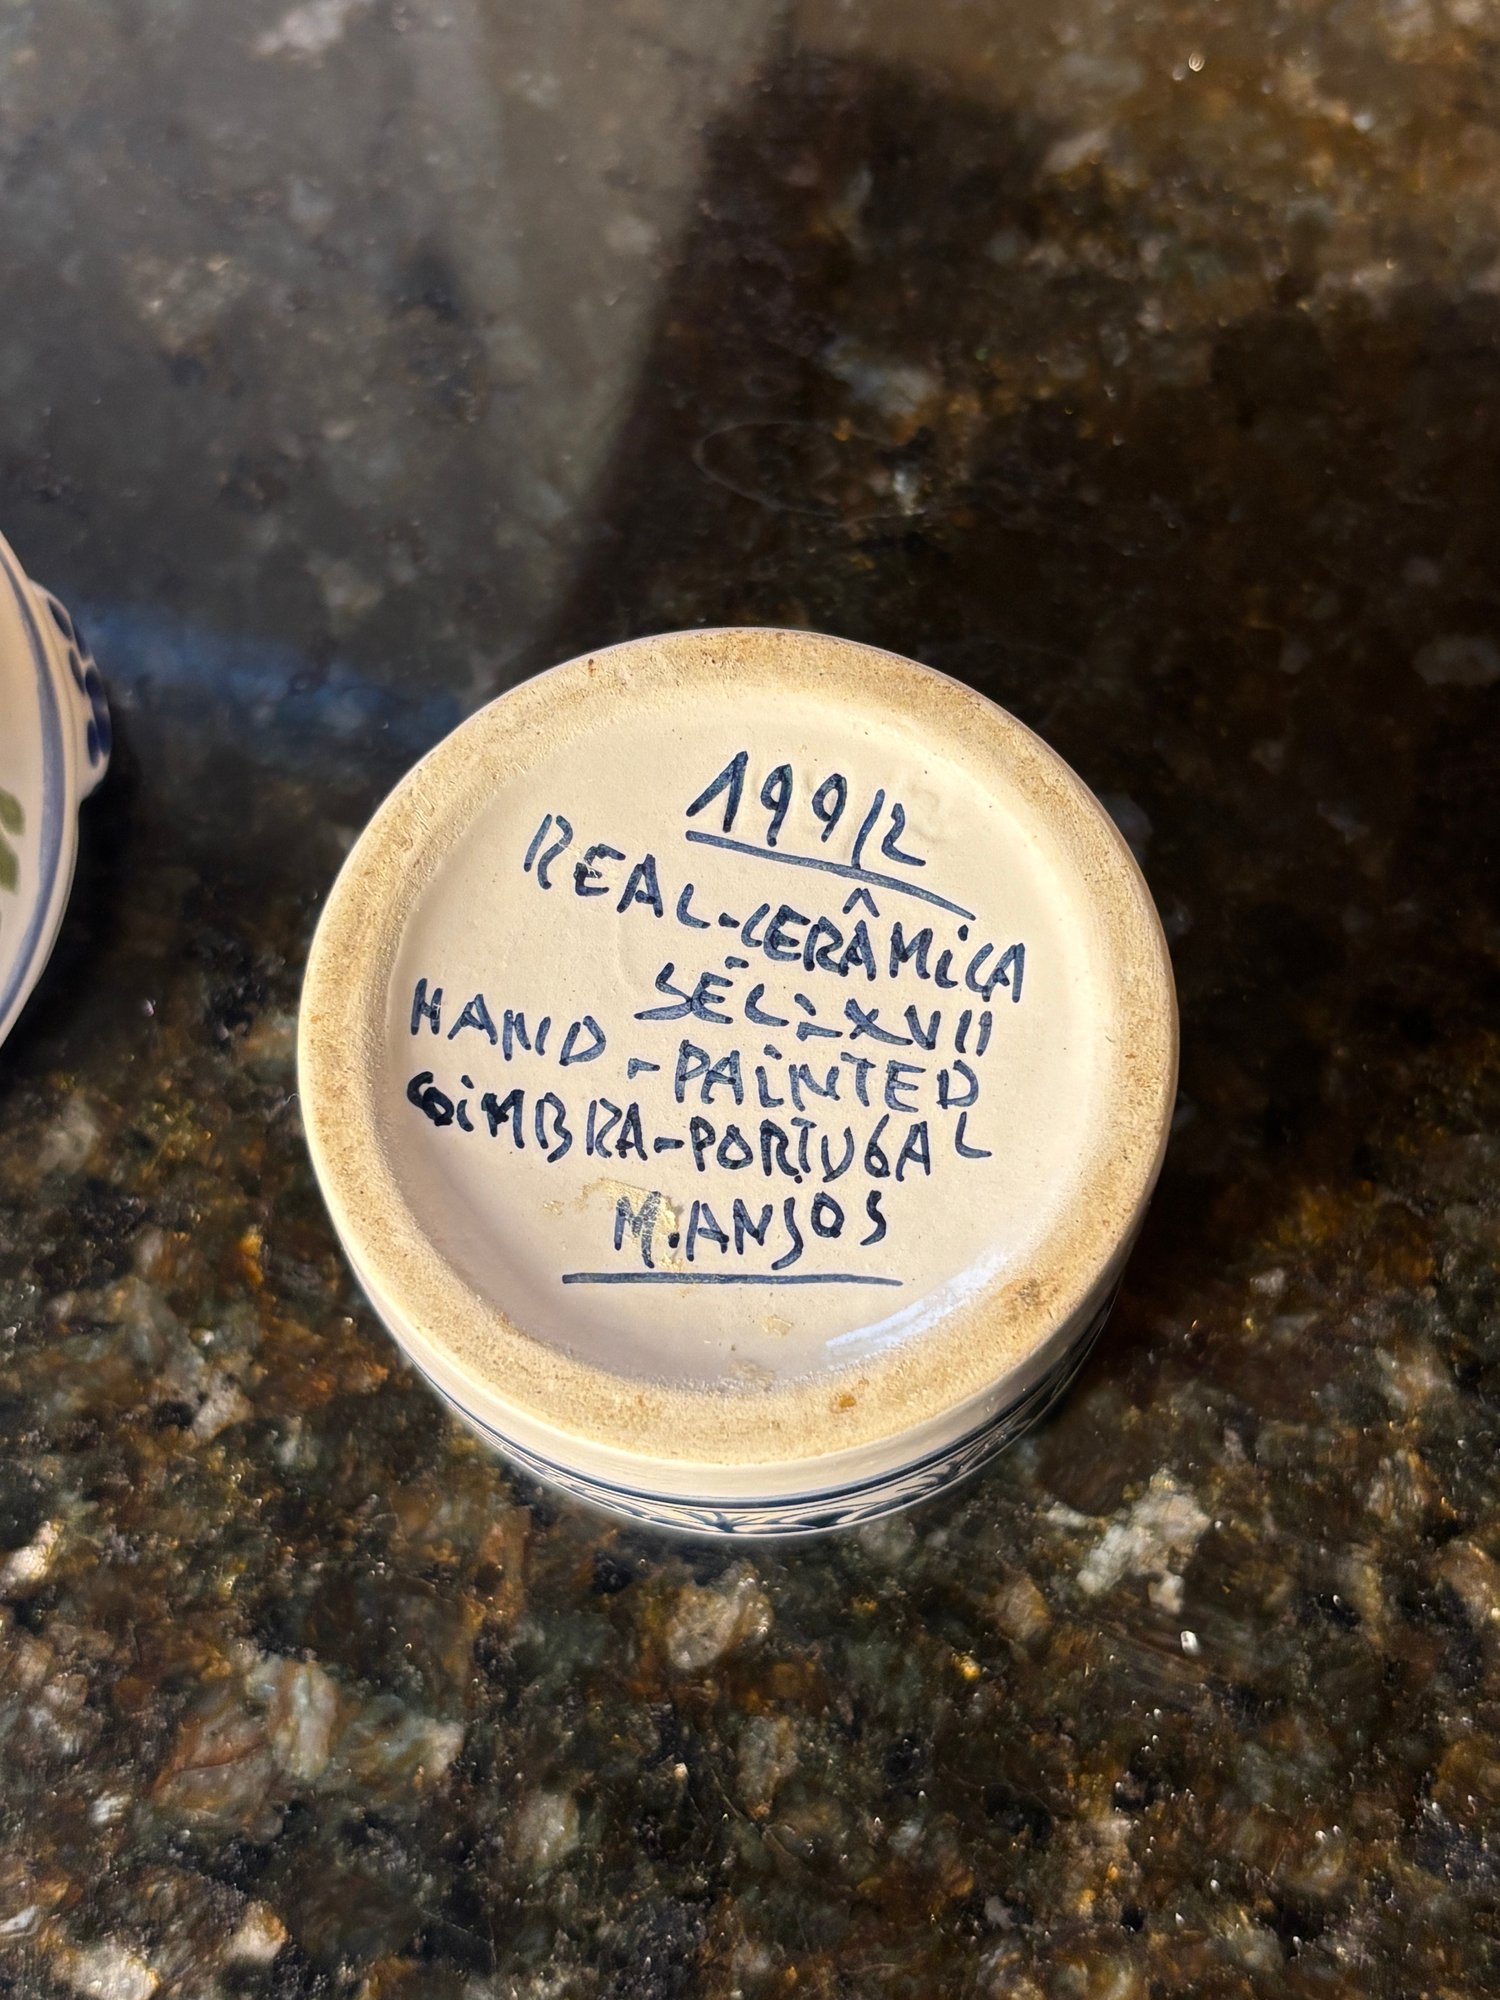 199/2
REAL-CERÂMiCA
SÉC=XVII
HAND-PAiNTED
COiMBRA-PORTUGAL
M.ANJOS